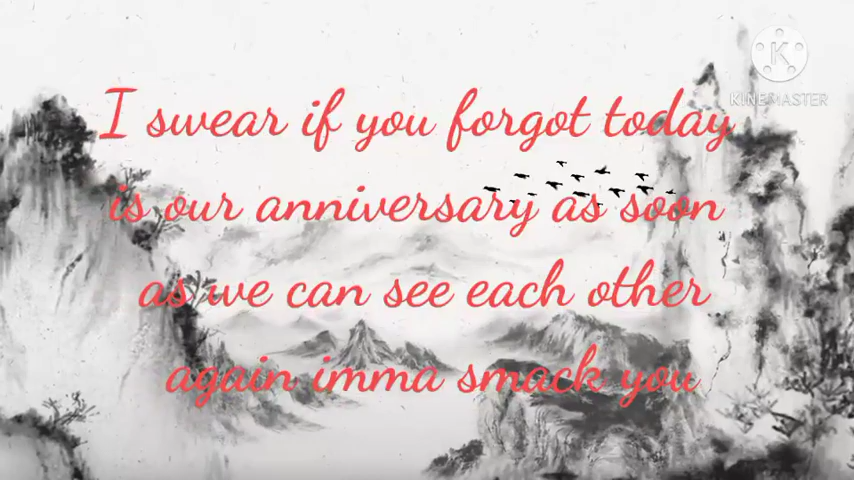 KINEMASTER
I swear if you forgot today
is our anniversary as soon
as we can see each other
again imma smack you